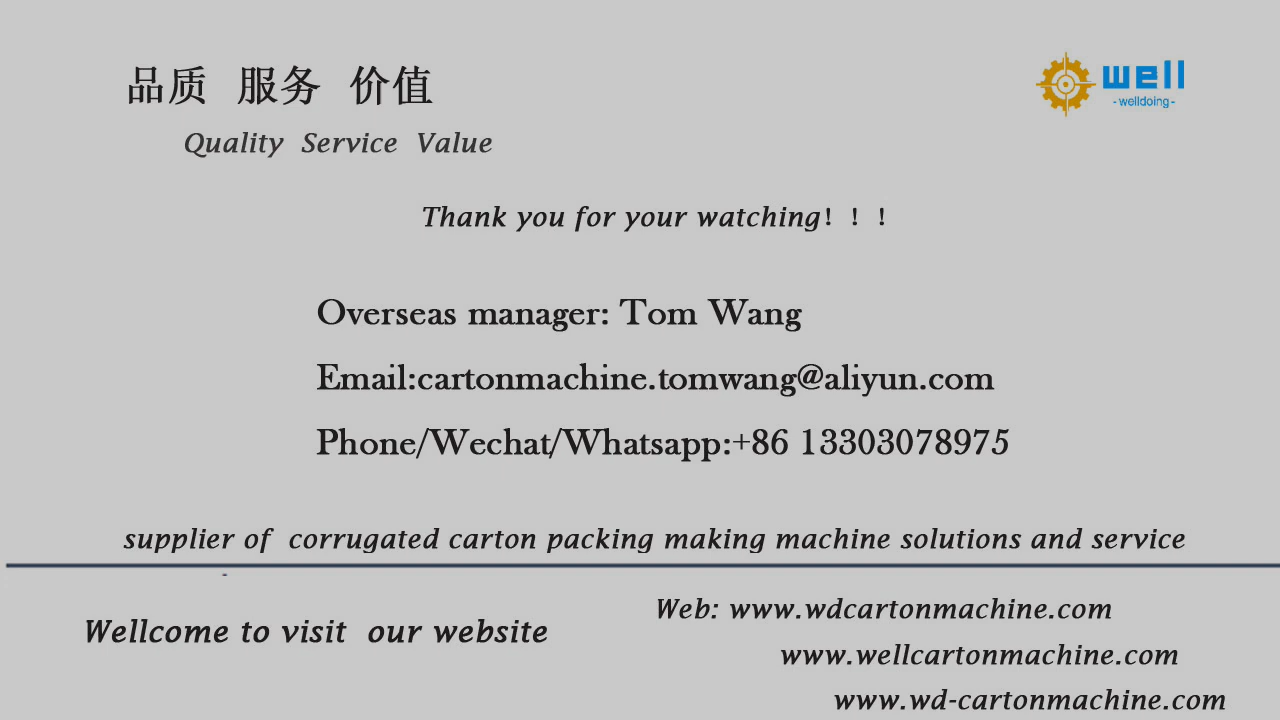 品质 服务 价值
well
-welldoing-
Quality Service Value
Thank you for your watching！！！
Overseas manager: Tom Wang
Email:cartonmachine.tomwang@aliyun.com
Phone/Wechat/Whatsapp:+86 13303078975
supplier of corrugated carton packing making machine solutions and service
Wellcome to visit our website
Web: www.wdcartonmachine.com
www.wellcartonmachine.com
www.wd-cartonmachine.com